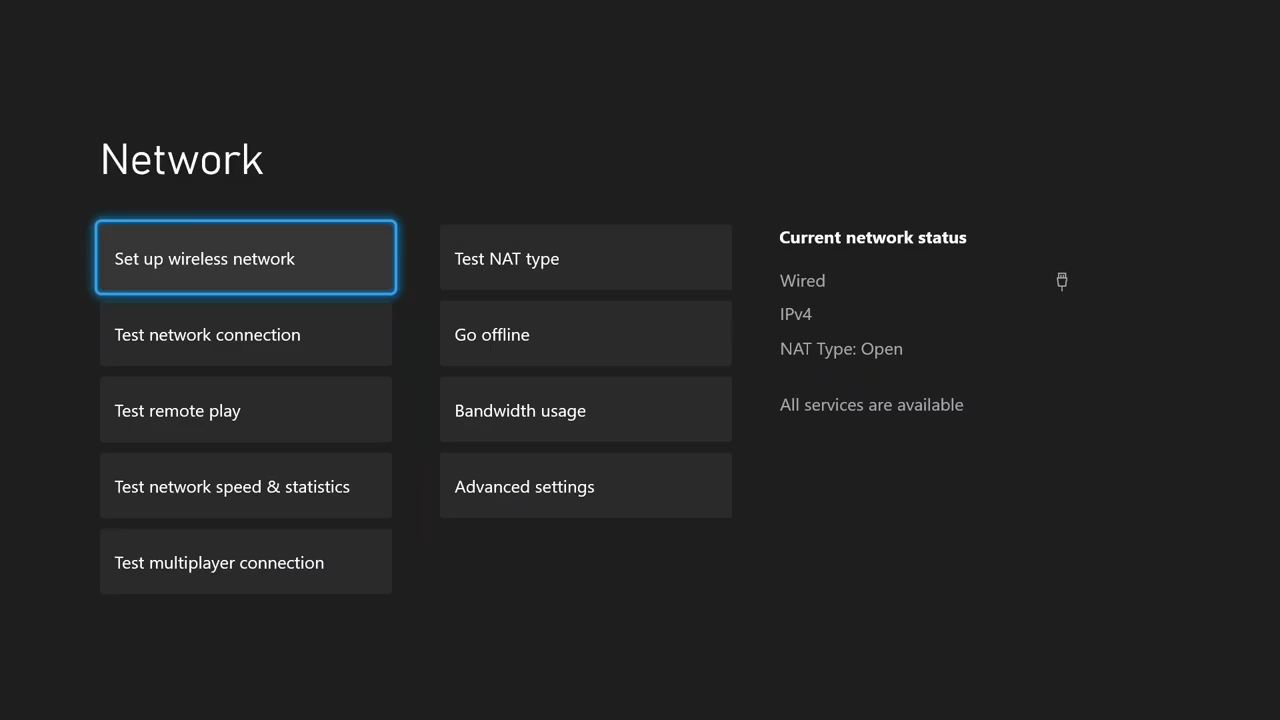 Network
Set up wireless network
Test network connection
Test remote play
Test network speed & statistics
Test multiplayer connection
Test NAT type
Go offline
Bandwidth usage
Advanced settings
Current network status
Wired
IPv4
NAT Type: Open
All services are available